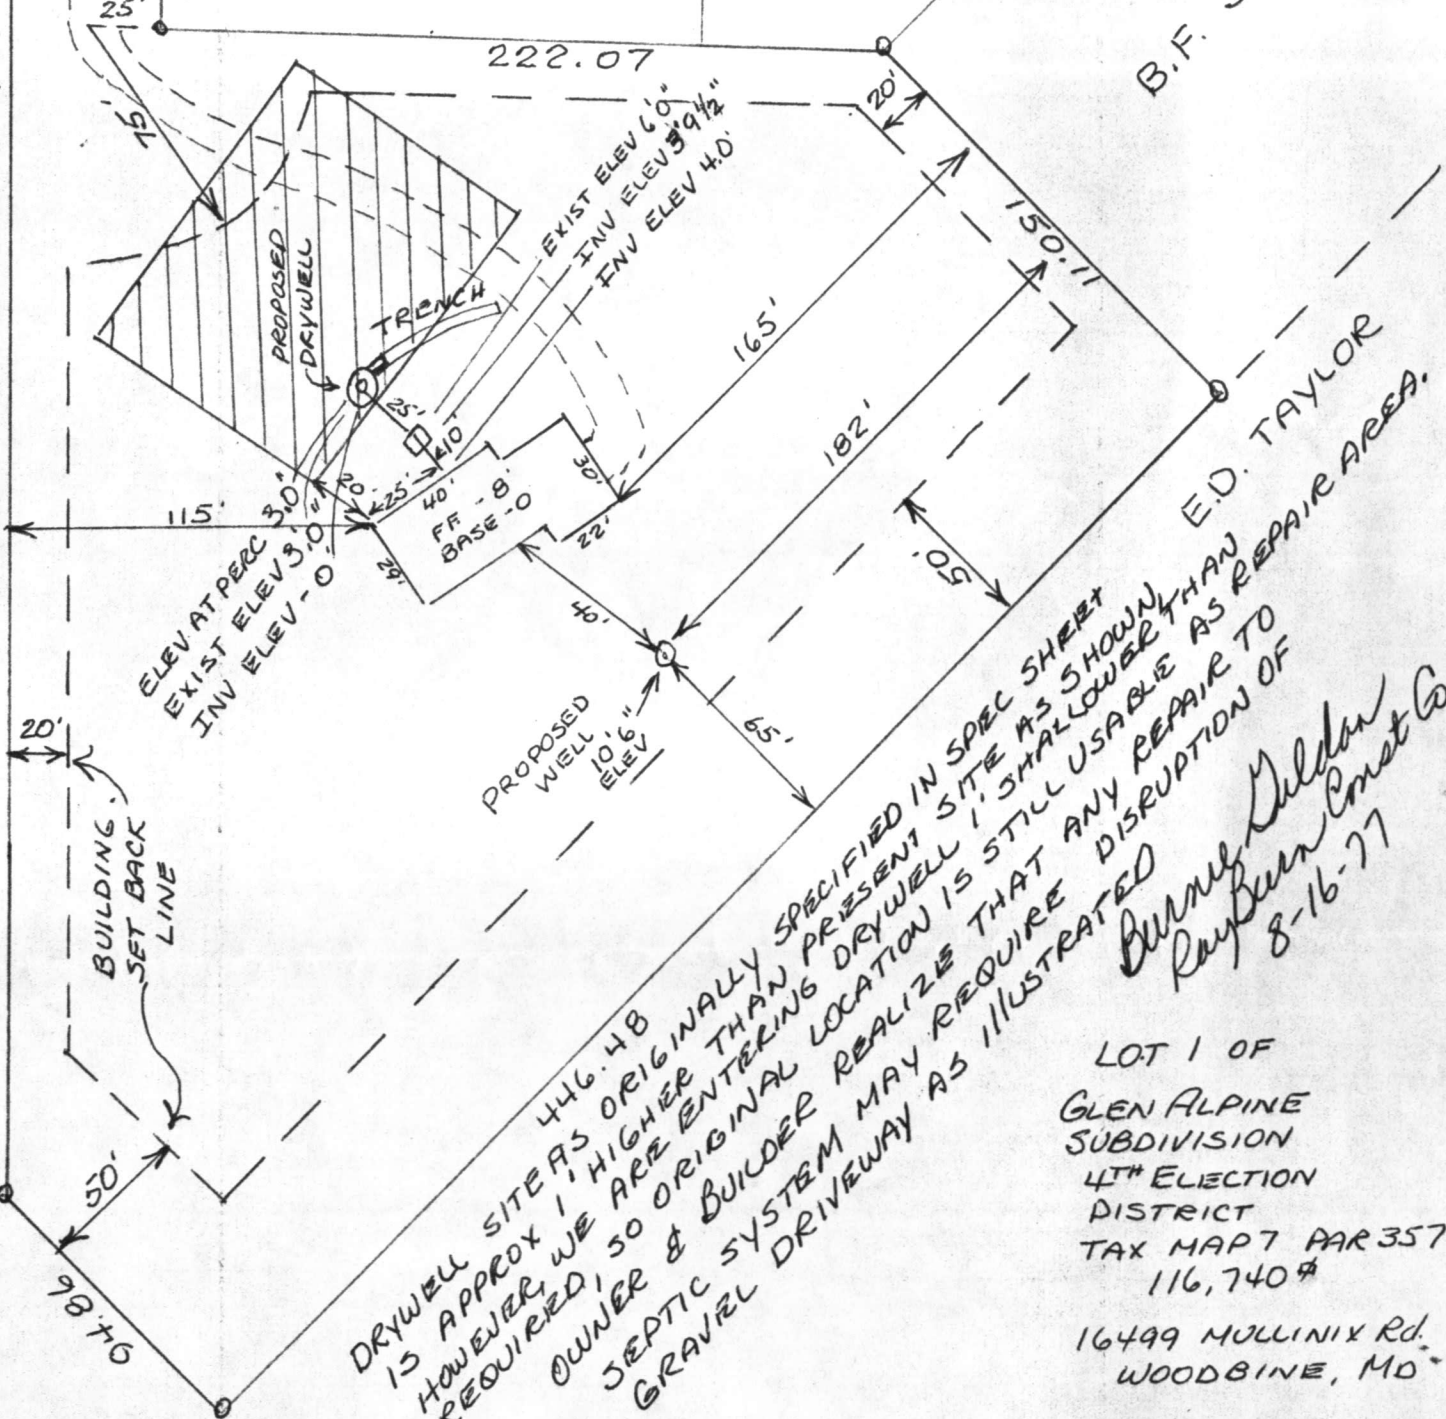 25'
222.07
B.F.
20'
75'
EXIST ELEV 6'0"
INV ELEV 3'9 1/2"
INV ELEV 4.0'
150.11
PROPOSED
DRYWELL
TRENCH
165'
182'
E.D. TAYLOR
25'
10'
20'
25'
40'
30'
FF - 8'
BASE - 0
22'
29'
115'
50'
40'
ELEV AT PERC 3.0"
EXIST ELEV 3.0"
INV ELEV - 0'
20'
PROPOSED
WELL
10'6"
ELEV
65'
BUILDING
SET BACK
LINE
50'
94.86
446.48
DRYWELL SITE AS ORIGINALLY SPECIFIED IN SPEC SHEET
IS APPROX 1' HIGHER THAN PRESENT SITE AS SHOWN,
HOWEVER, WE ARE ENTERING DRYWELL 1' SHALLOWER THAN
REQUIRED, SO ORIGINAL LOCATION IS STILL USABLE AS REPAIR AREA.
OWNER & BUILDER REALIZE THAT ANY REPAIR TO
SEPTIC SYSTEM MAY REQUIRE DISRUPTION OF
GRAVEL DRIVEWAY AS ILLUSTRATED
Const Co
8-16-77
LOT 1 OF
GLEN ALPINE
SUBDIVISION
4TH ELECTION
DISTRICT
TAX MAP 7 PAR 357
116,740
16499 MULLINIX Rd.
WOODBINE, MD